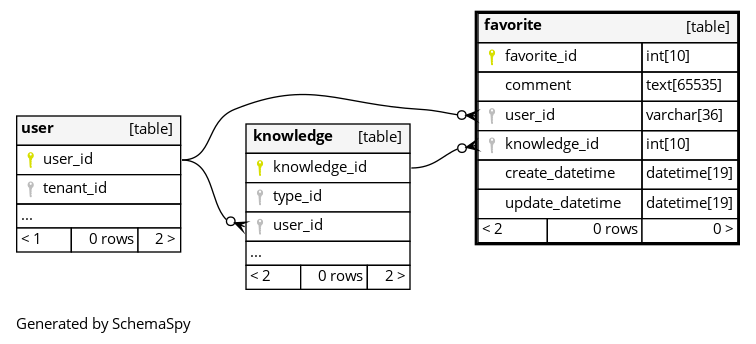 user [table]
user_id
tenant_id
...
< 1 0 rows 2 >
knowledge [table]
knowledge_id
type_id
user_id
...
< 2 0 rows 2 >
favorite [table]
favorite_id int[10]
comment text[65535]
user_id varchar[36]
knowledge_id int[10]
create_datetime datetime[19]
update_datetime datetime[19]
< 2 0 rows 0 >
Generated by SchemaSpy